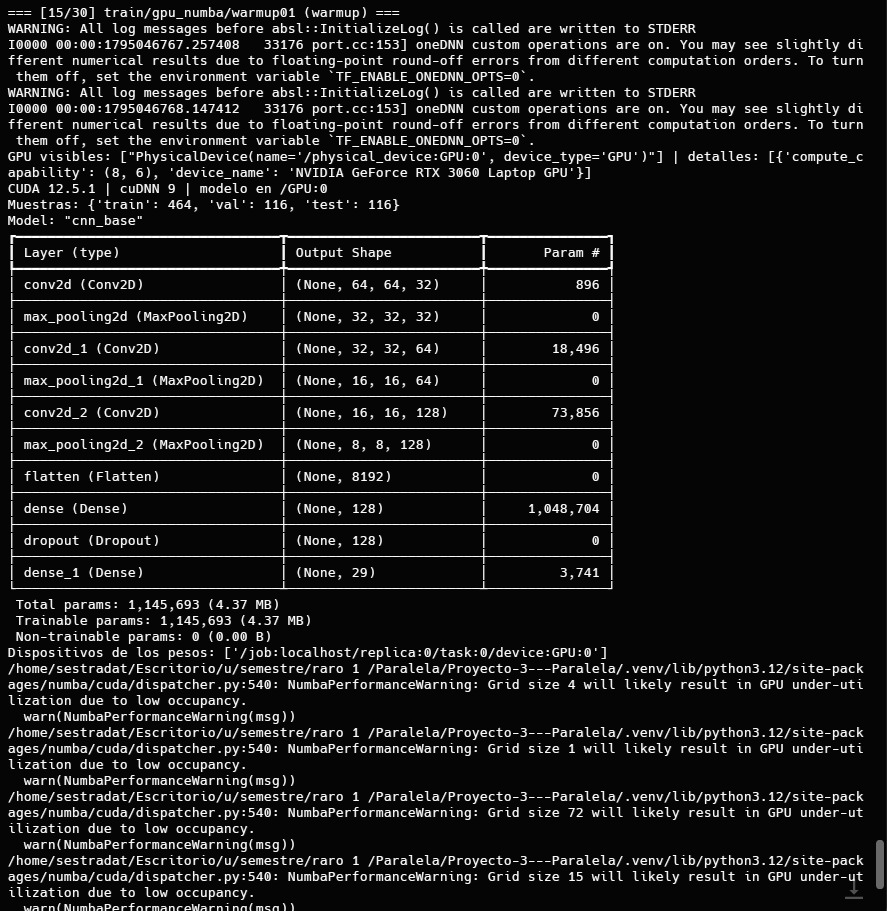 === [15/30] train/gpu_numba/warmup01 (warmup) ===
WARNING: All log messages before absl::InitializeLog() is called are written to STDERR
I0000 00:00:1795046767.257408   33176 port.cc:153] oneDNN custom operations are on. You may see slightly di
fferent numerical results due to floating-point round-off errors from different computation orders. To turn
 them off, set the environment variable `TF_ENABLE_ONEDNN_OPTS=0`.
WARNING: All log messages before absl::InitializeLog() is called are written to STDERR
I0000 00:00:1795046768.147412   33176 port.cc:153] oneDNN custom operations are on. You may see slightly di
fferent numerical results due to floating-point round-off errors from different computation orders. To turn
 them off, set the environment variable `TF_ENABLE_ONEDNN_OPTS=0`.
GPU visibles: ["PhysicalDevice(name='/physical_device:GPU:0', device_type='GPU')"] | detalles: [{'compute_c
apability': (8, 6), 'device_name': 'NVIDIA GeForce RTX 3060 Laptop GPU'}]
CUDA 12.5.1 | cuDNN 9 | modelo en /GPU:0
Muestras: {'train': 464, 'val': 116, 'test': 116}
Model: "cnn_base"
Layer (type) Output Shape Param #
conv2d (Conv2D) (None, 64, 64, 32) 896
max_pooling2d (MaxPooling2D) (None, 32, 32, 32) 0
conv2d_1 (Conv2D) (None, 32, 32, 64) 18,496
max_pooling2d_1 (MaxPooling2D) (None, 16, 16, 64) 0
conv2d_2 (Conv2D) (None, 16, 16, 128) 73,856
max_pooling2d_2 (MaxPooling2D) (None, 8, 8, 128) 0
flatten (Flatten) (None, 8192) 0
dense (Dense) (None, 128) 1,048,704
dropout (Dropout) (None, 128) 0
dense_1 (Dense) (None, 29) 3,741
 Total params: 1,145,693 (4.37 MB)
 Trainable params: 1,145,693 (4.37 MB)
 Non-trainable params: 0 (0.00 B)
Dispositivos de los pesos: ['/job:localhost/replica:0/task:0/device:GPU:0']
/home/sestradat/Escritorio/u/semestre/raro 1 /Paralela/Proyecto-3---Paralela/.venv/lib/python3.12/site-pack
ages/numba/cuda/dispatcher.py:540: NumbaPerformanceWarning: Grid size 4 will likely result in GPU under-uti
lization due to low occupancy.
  warn(NumbaPerformanceWarning(msg))
/home/sestradat/Escritorio/u/semestre/raro 1 /Paralela/Proyecto-3---Paralela/.venv/lib/python3.12/site-pack
ages/numba/cuda/dispatcher.py:540: NumbaPerformanceWarning: Grid size 1 will likely result in GPU under-uti
lization due to low occupancy.
  warn(NumbaPerformanceWarning(msg))
/home/sestradat/Escritorio/u/semestre/raro 1 /Paralela/Proyecto-3---Paralela/.venv/lib/python3.12/site-pack
ages/numba/cuda/dispatcher.py:540: NumbaPerformanceWarning: Grid size 72 will likely result in GPU under-ut
ilization due to low occupancy.
  warn(NumbaPerformanceWarning(msg))
/home/sestradat/Escritorio/u/semestre/raro 1 /Paralela/Proyecto-3---Paralela/.venv/lib/python3.12/site-pack
ages/numba/cuda/dispatcher.py:540: NumbaPerformanceWarning: Grid size 15 will likely result in GPU under-ut
ilization due to low occupancy.
  warn(NumbaPerformanceWarning(msg))